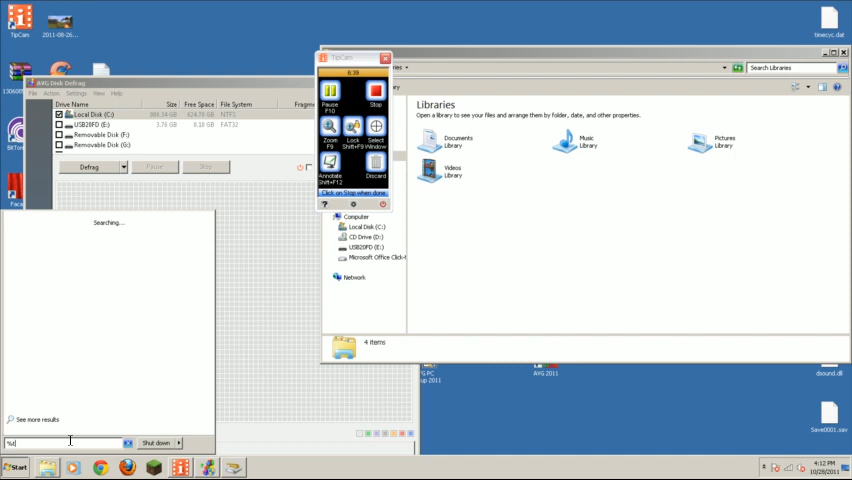 TipCam
2011-08-26...
timecyc.dat
TipCam
6:39
Pause
F10
Stop
Zoom
F9
Lock
Shift+F9
Select
Window
Annotate
Shift+F12
Discard
Click on Stop when done.
Libraries
Search Libraries
Libraries
Open a library to see your files and arrange them by folder, date, and other properties.
Documents
Library
Music
Library
Pictures
Library
Videos
Library
Computer
Local Disk (C:)
CD Drive (D:)
USB20FD (E:)
Microsoft Office Click-t
Network
4 items
AVG Disk Defrag
File Action Settings View Help
Drive Name Size Free Space File System Fragme
Local Disk (C:) NTFS
USB20FD (E:) 3.76 GB FAT32
Removable Disk (F:)
Removable Disk (G:)
Defrag Pause Stop
Searching...
See more results
%t
Shut down
AVG 2011
dsound.dll
Save0001.sav
Start
4:12 PM
10/28/2011